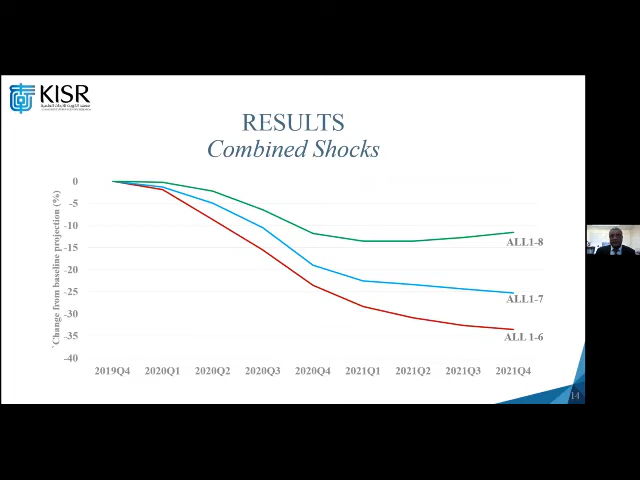 KISR
RESULTS
Combined Shocks
`Change from baseline projection (%)
0
-5
-10
-15
-20
-25
-30
-35
-40
ALL1-8
ALL1-7
ALL 1-6
2019Q4 2020Q1 2020Q2 2020Q3 2020Q4 2021Q1 2021Q2 2021Q3 2021Q4
14